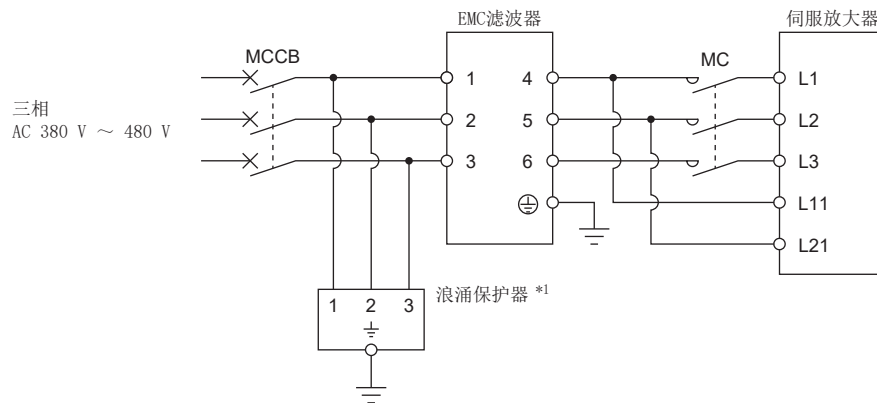 EMC滤波器
伺服放大器
MCCB
MC
1
4
L1
三相
AC 380 V ～ 480 V
2
5
L2
3
6
L3
L11
L21
浪涌保护器 *1
1 2 3